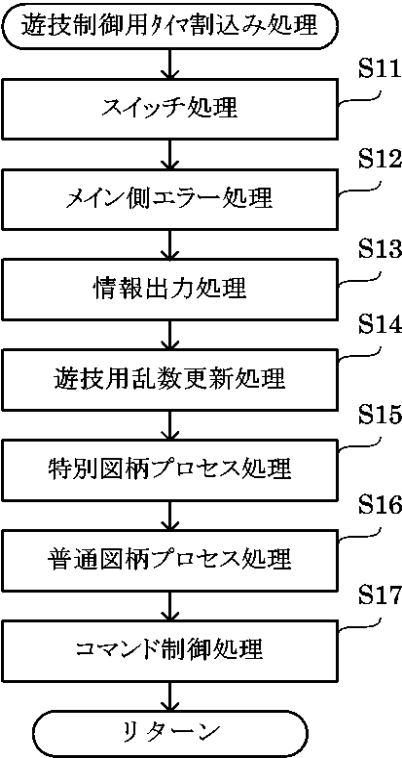 遊技制御用ﾀｲﾏ割込み処理
S11
スイッチ処理
S12
メイン側エラー処理
S13
情報出力処理
S14
遊技用乱数更新処理
S15
特別図柄プロセス処理
S16
普通図柄プロセス処理
S17
コマンド制御処理
リターン